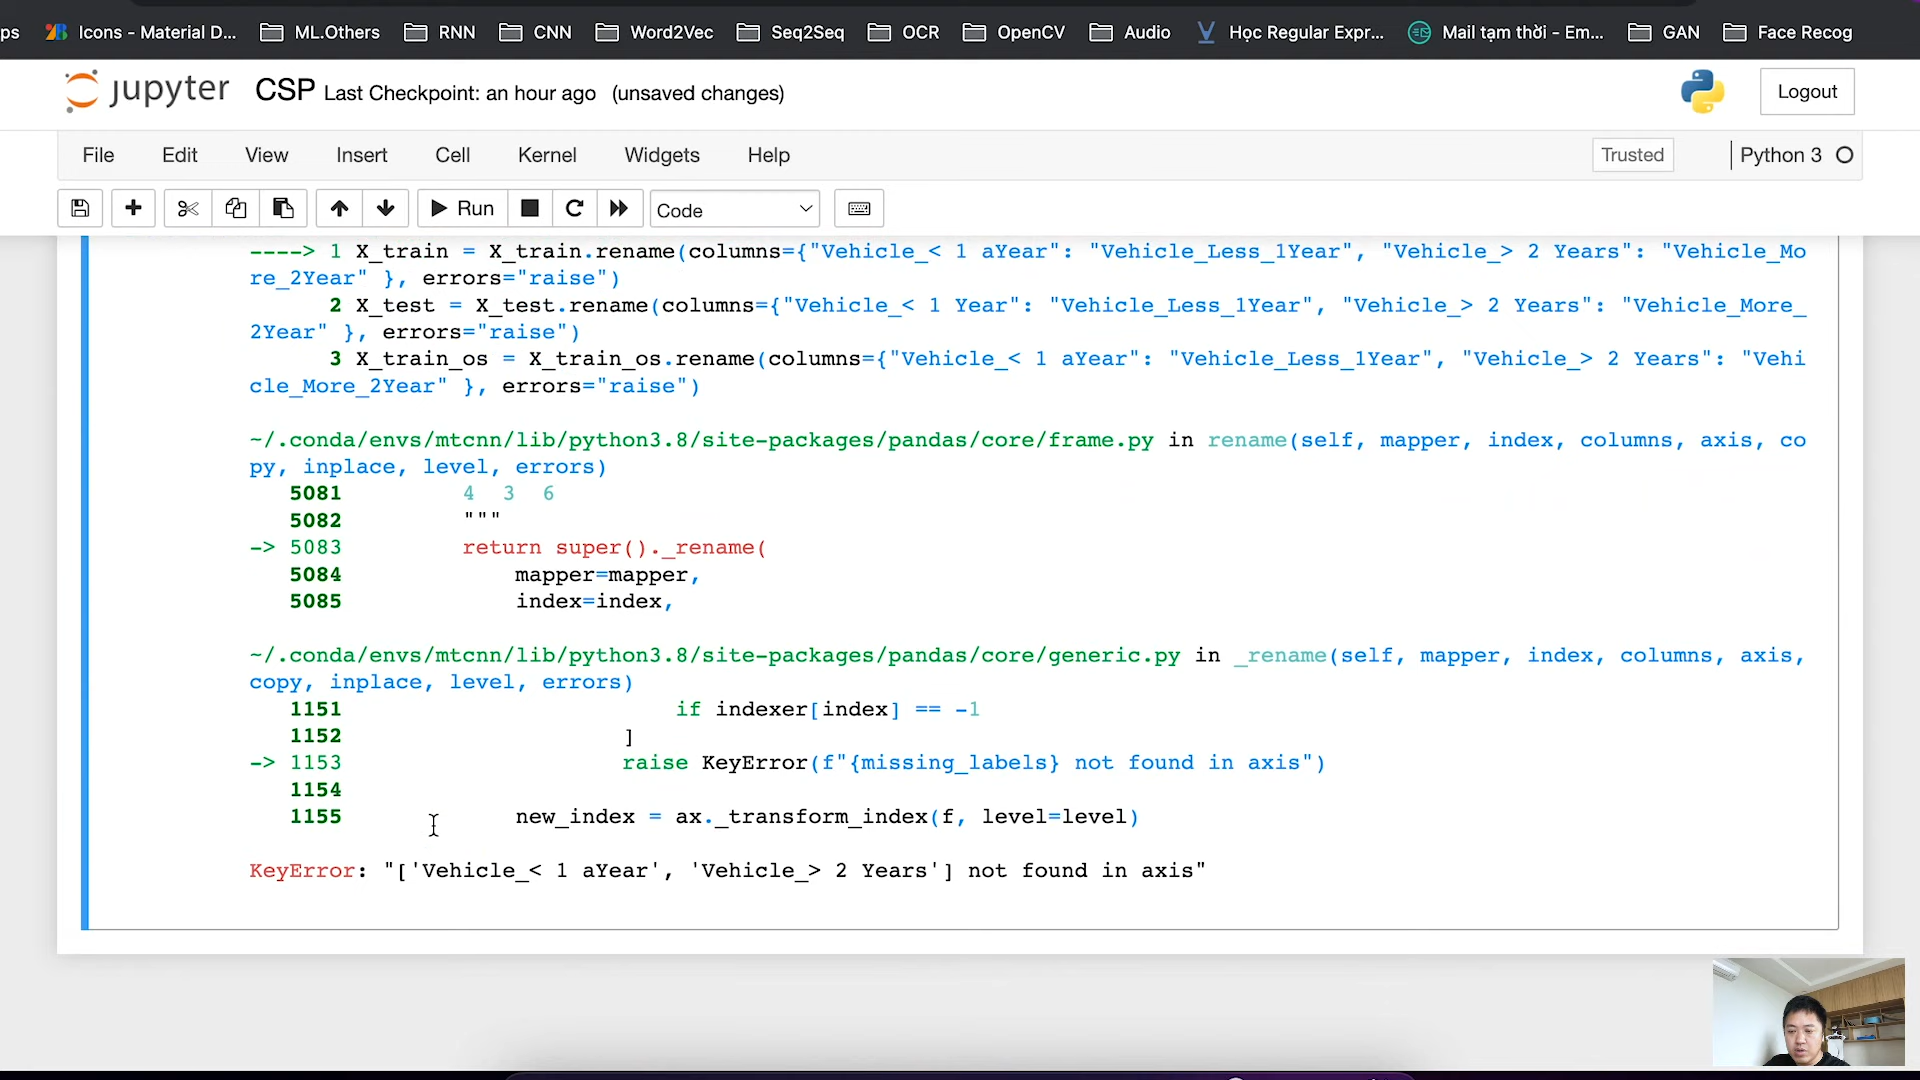 ps Icons - Material D... ML.Others RNN CNN Word2Vec Seq2Seq OCR OpenCV Audio Học Regular Expr... Mail tạm thời - Em... GAN Face Recog
jupyter CSP Last Checkpoint: an hour ago (unsaved changes) Logout
File Edit View Insert Cell Kernel Widgets Help Trusted Python 3
Run Code
----> 1 X_train = X_train.rename(columns={"Vehicle_< 1 aYear": "Vehicle_Less_1Year", "Vehicle_> 2 Years": "Vehicle_Mo
re_2Year" }, errors="raise")
2 X_test = X_test.rename(columns={"Vehicle_< 1 Year": "Vehicle_Less_1Year", "Vehicle_> 2 Years": "Vehicle_More_
2Year" }, errors="raise")
3 X_train_os = X_train_os.rename(columns={"Vehicle_< 1 aYear": "Vehicle_Less_1Year", "Vehicle_> 2 Years": "Vehi
cle_More_2Year" }, errors="raise")
~/.conda/envs/mtcnn/lib/python3.8/site-packages/pandas/core/frame.py in rename(self, mapper, index, columns, axis, co
py, inplace, level, errors)
5081 4 3 6
5082 """
-> 5083 return super()._rename(
5084 mapper=mapper,
5085 index=index,
~/.conda/envs/mtcnn/lib/python3.8/site-packages/pandas/core/generic.py in _rename(self, mapper, index, columns, axis,
copy, inplace, level, errors)
1151 if indexer[index] == -1
1152 ]
-> 1153 raise KeyError(f"{missing_labels} not found in axis")
1154
1155 new_index = ax._transform_index(f, level=level)
KeyError: "['Vehicle_< 1 aYear', 'Vehicle_> 2 Years'] not found in axis"